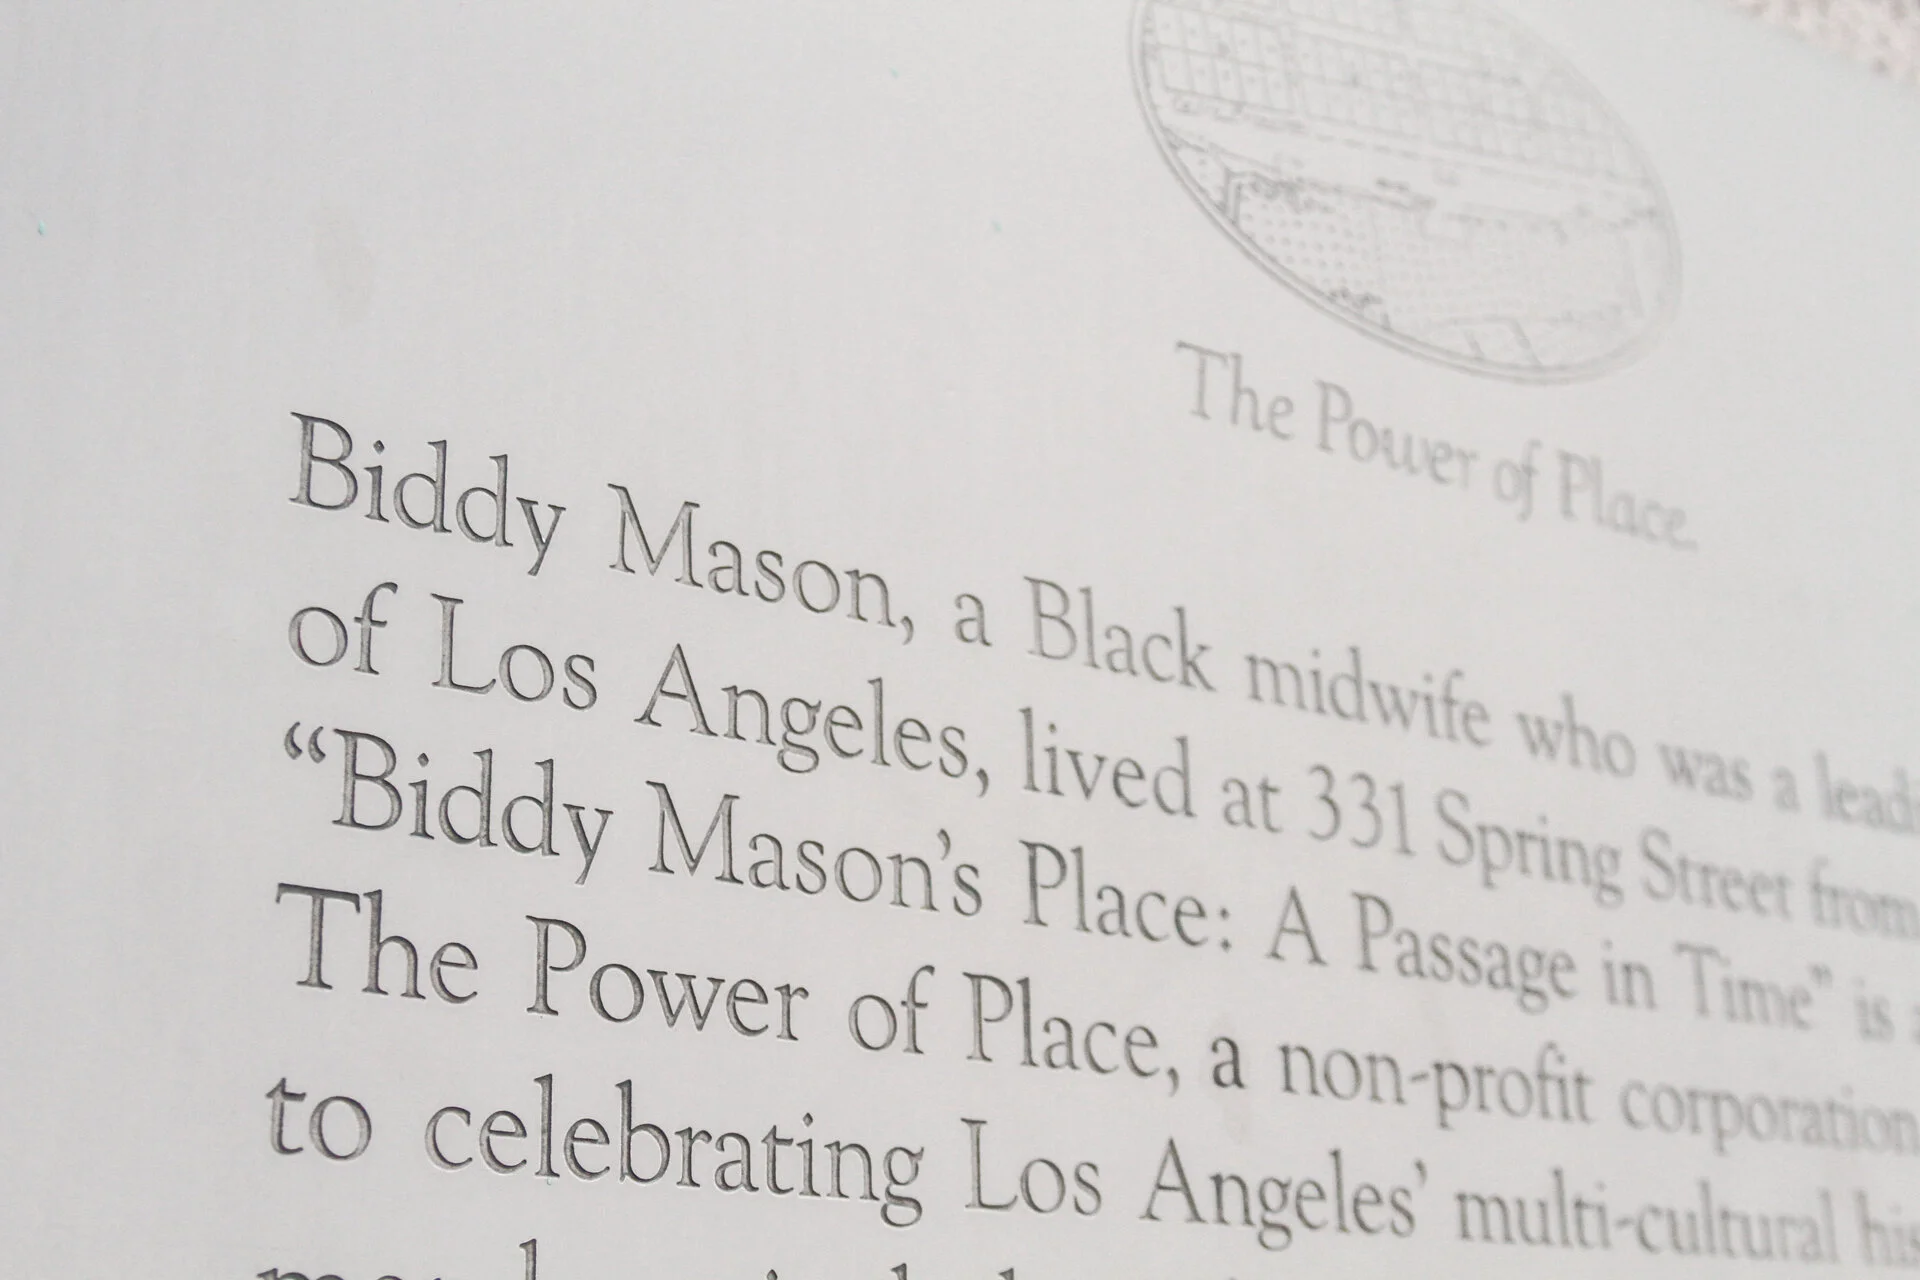 The Power of Place.
Biddy Mason, a Black midwife who was a leadi
of Los Angeles, lived at 331 Spring Street from
“Biddy Mason’s Place: A Passage in Time” is a
The Power of Place, a non-profit corporation
to celebrating Los Angeles’ multi-cultural his